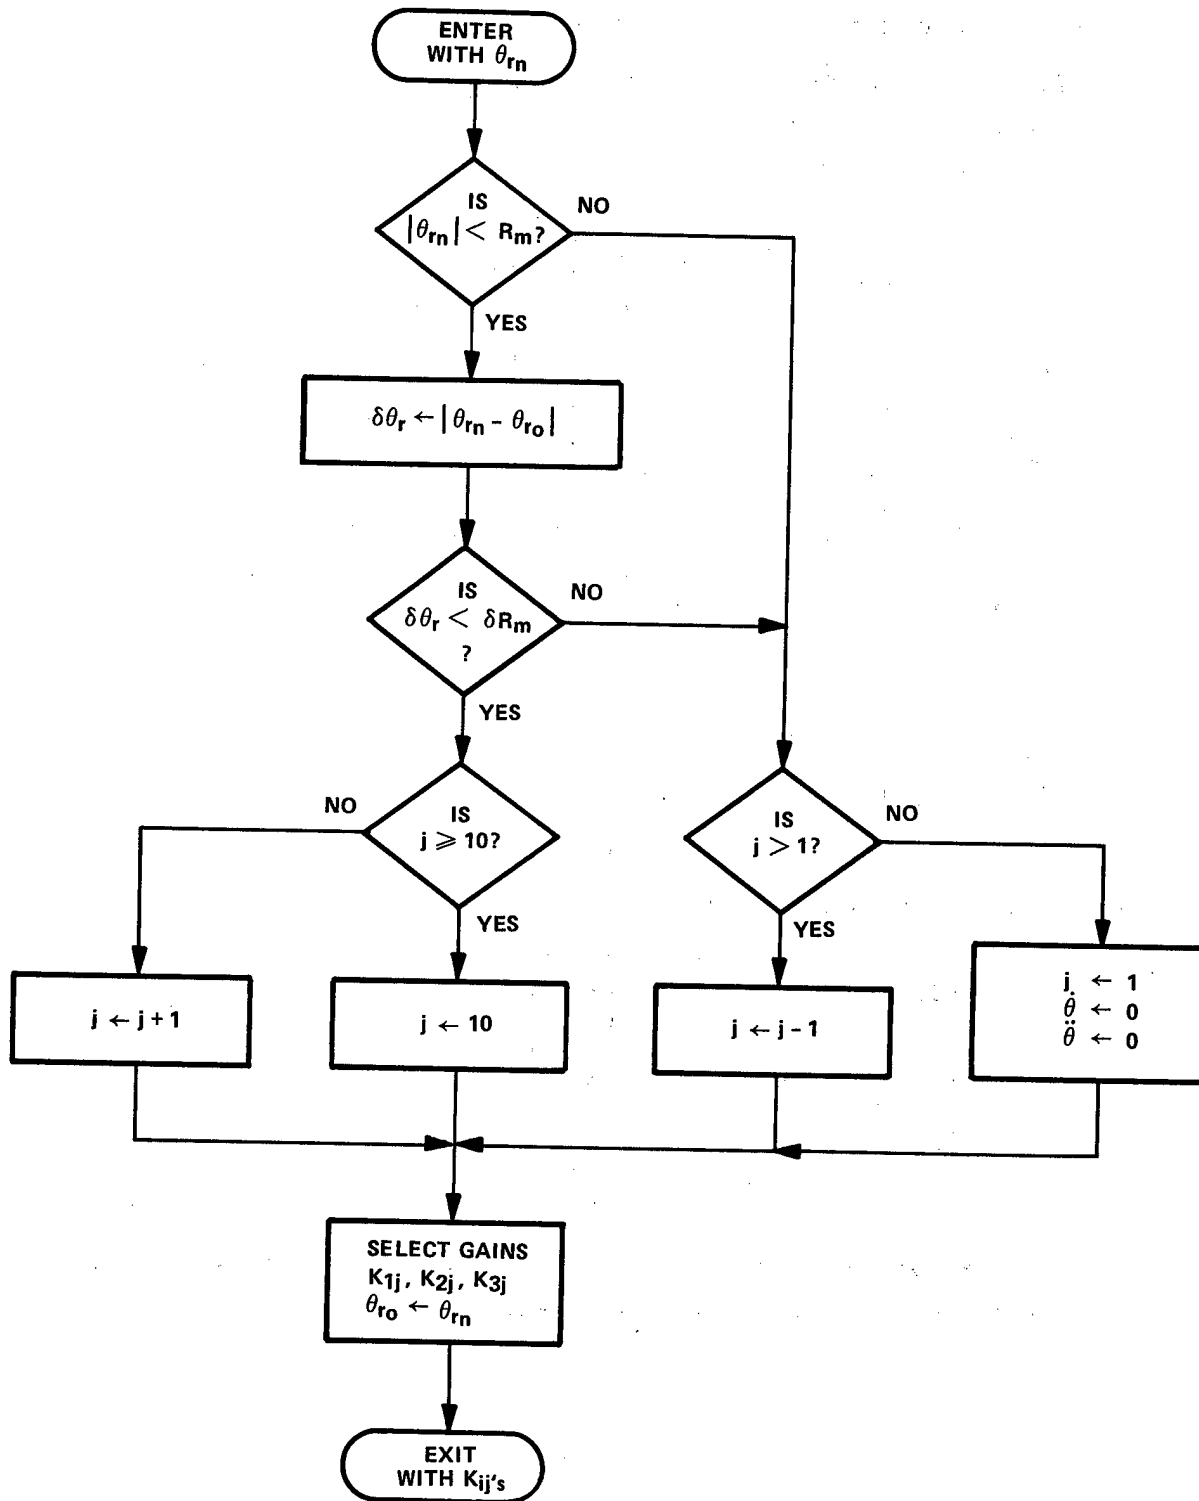 ENTER
WITH θrn
IS
|θrn| < Rm?
NO
YES
δθr ← |θrn - θro|
IS
δθr < δRm
?
NO
YES
IS
j ⩾ 10?
NO
YES
IS
j > 1?
NO
YES
j ← j + 1
j ← 10
j ← j - 1
j ← 1
θ̇ ← 0
θ̈ ← 0
SELECT GAINS
K1j, K2j, K3j
θro ← θrn
EXIT
WITH Kij's